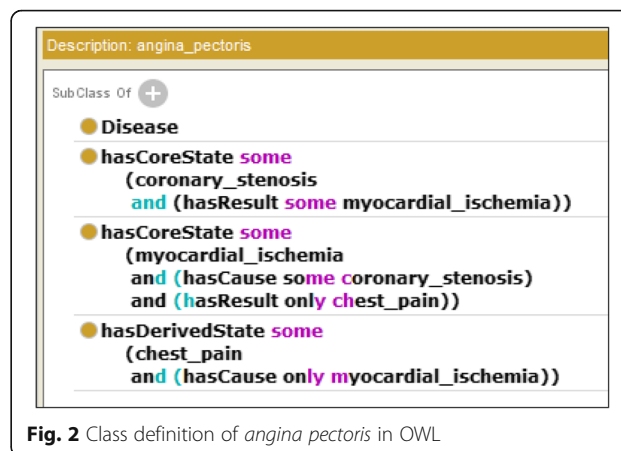 Description: angina_pectoris
SubClass Of
Disease
hasCoreState some
(coronary_stenosis
and (hasResult some myocardial_ischemia))
hasCoreState some
(myocardial_ischemia
and (hasCause some coronary_stenosis)
and (hasResult only chest_pain))
hasDerivedState some
(chest_pain
and (hasCause only myocardial_ischemia))
Fig. 2 Class definition of angina pectoris in OWL